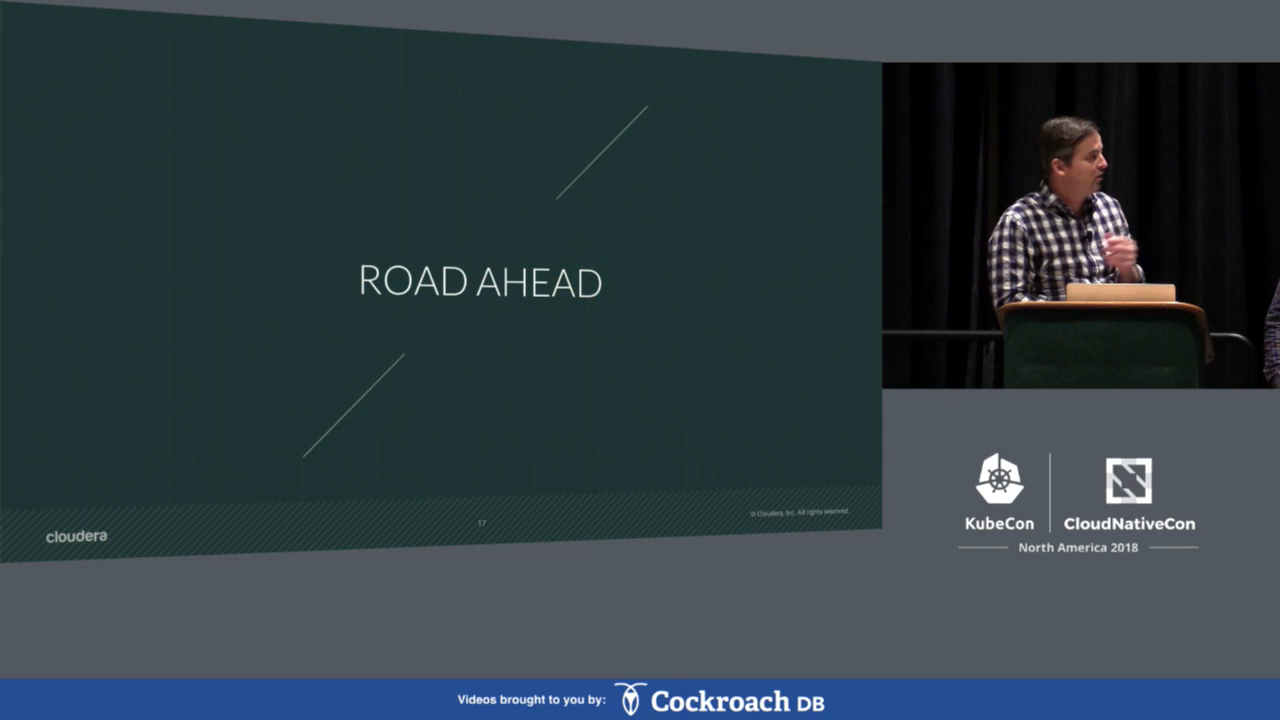 ROAD AHEAD
cloudera
17
© Cloudera, Inc. All rights reserved.
KubeCon
CloudNativeCon
North America 2018
Videos brought to you by:
Cockroach DB